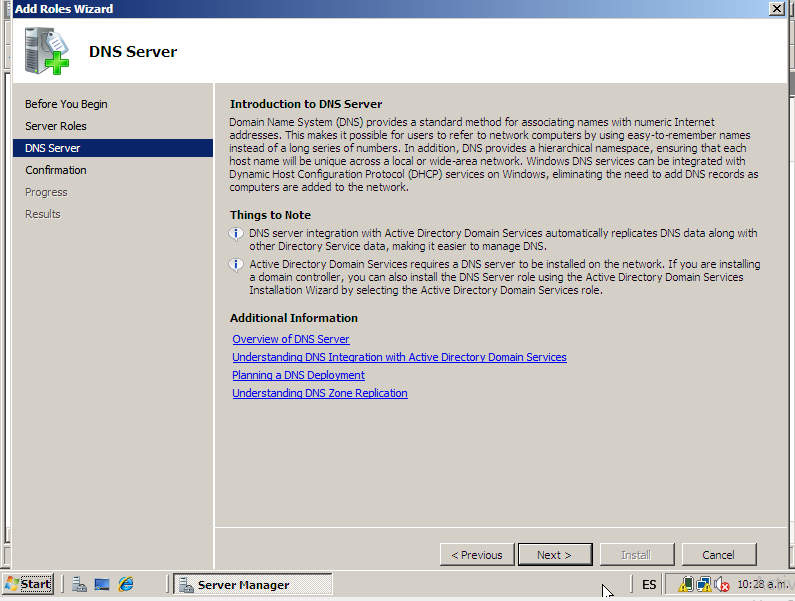 Add Roles Wizard
DNS Server
Before You Begin
Server Roles
DNS Server
Confirmation
Progress
Results
Introduction to DNS Server
Domain Name System (DNS) provides a standard method for associating names with numeric Internet
addresses. This makes it possible for users to refer to network computers by using easy-to-remember names
instead of a long series of numbers. In addition, DNS provides a hierarchical namespace, ensuring that each
host name will be unique across a local or wide-area network. Windows DNS services can be integrated with
Dynamic Host Configuration Protocol (DHCP) services on Windows, eliminating the need to add DNS records as
computers are added to the network.
Things to Note
DNS server integration with Active Directory Domain Services automatically replicates DNS data along with
other Directory Service data, making it easier to manage DNS.
Active Directory Domain Services requires a DNS server to be installed on the network. If you are installing
a domain controller, you can also install the DNS Server role using the Active Directory Domain Services
Installation Wizard by selecting the Active Directory Domain Services role.
Additional Information
Overview of DNS Server
Understanding DNS Integration with Active Directory Domain Services
Planning a DNS Deployment
Understanding DNS Zone Replication
< Previous
Next >
Install
Cancel
Start
Server Manager
ES
10:28 a.m.